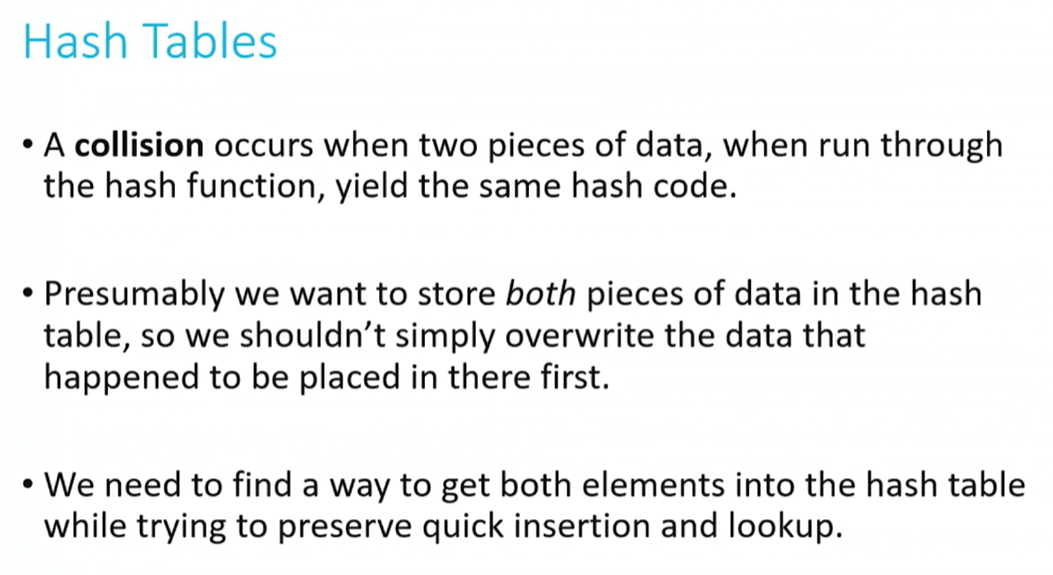 Hash Tables
• A collision occurs when two pieces of data, when run through
the hash function, yield the same hash code.
• Presumably we want to store both pieces of data in the hash
table, so we shouldn’t simply overwrite the data that
happened to be placed in there first.
• We need to find a way to get both elements into the hash table
while trying to preserve quick insertion and lookup.